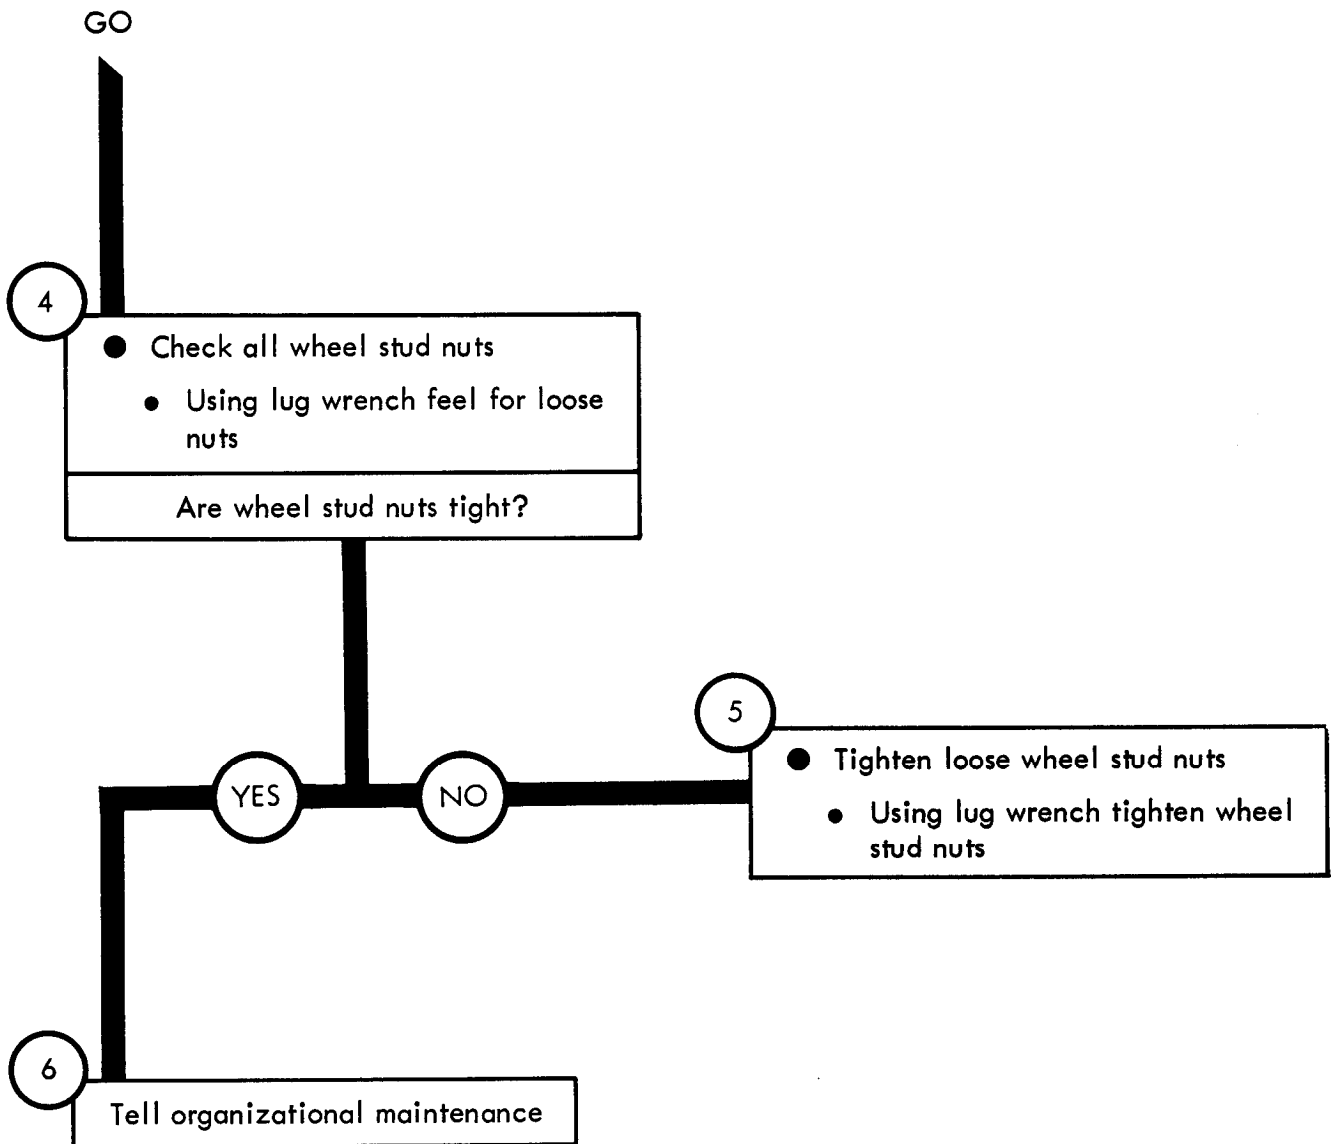 GO
4
● Check all wheel stud nuts
● Using lug wrench feel for loose
nuts
Are wheel stud nuts tight?
YES
NO
5
● Tighten loose wheel stud nuts
● Using lug wrench tighten wheel
stud nuts
6
Tell organizational maintenance